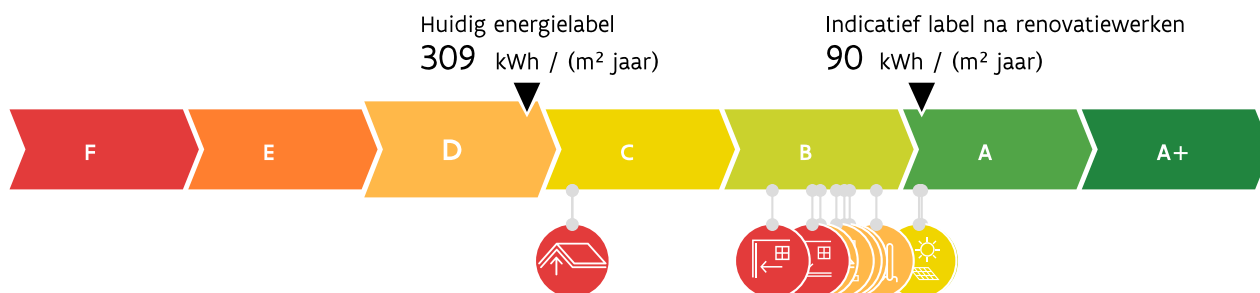 Huidig energielabel
309 kWh / (m² jaar)
Indicatief label na renovatiewerken
90 kWh / (m² jaar)
F E D C B A A+